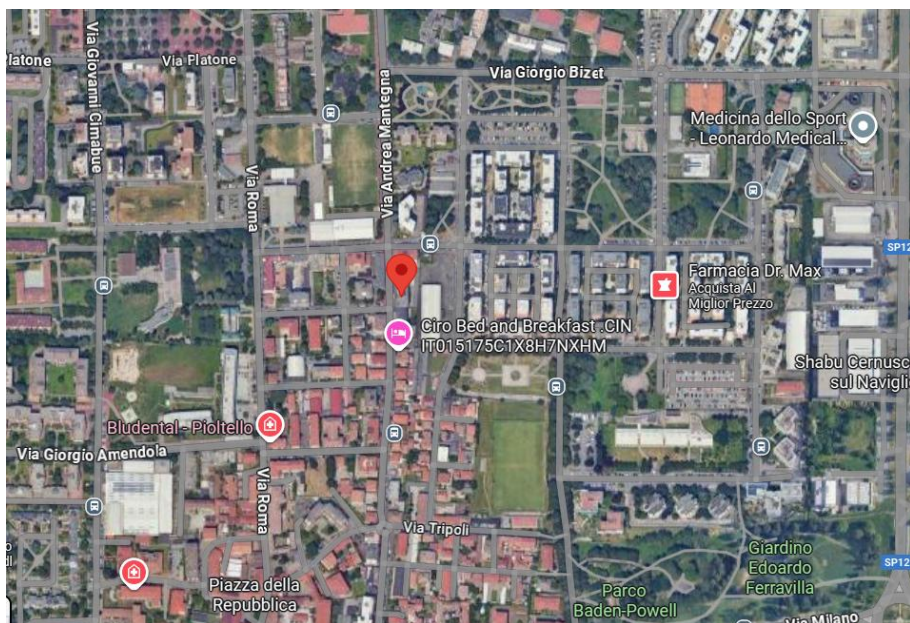 Platone
Via Platone
Via Giovanni Cimabue
Via Giorgio Bizet
Via Andrea Mantegna
Medicina dello Sport
- Leonardo Medical...
Via Roma
SP12
Farmacia Dr. Max
Acquista Al
Miglior Prezzo
Ciro Bed and Breakfast .CIN
IT015175C1X8H7NXHM
Shabu Cernusc
sul Naviglio
Bludental - Pioltello
Via Giorgio Amendola
Via Roma
Via Tripoli
Giardino
Edoardo
Ferravilla
SP12
Piazza della
Repubblica
Parco
Baden-Powell
Via Milano